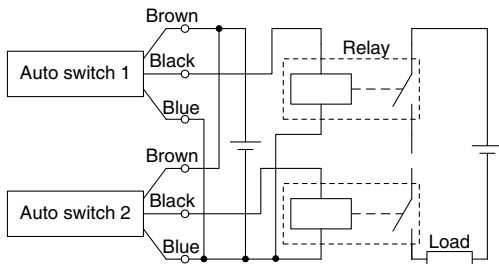 Brown
Auto switch 1
Black
Blue
Relay
Brown
Auto switch 2
Black
Blue
Load